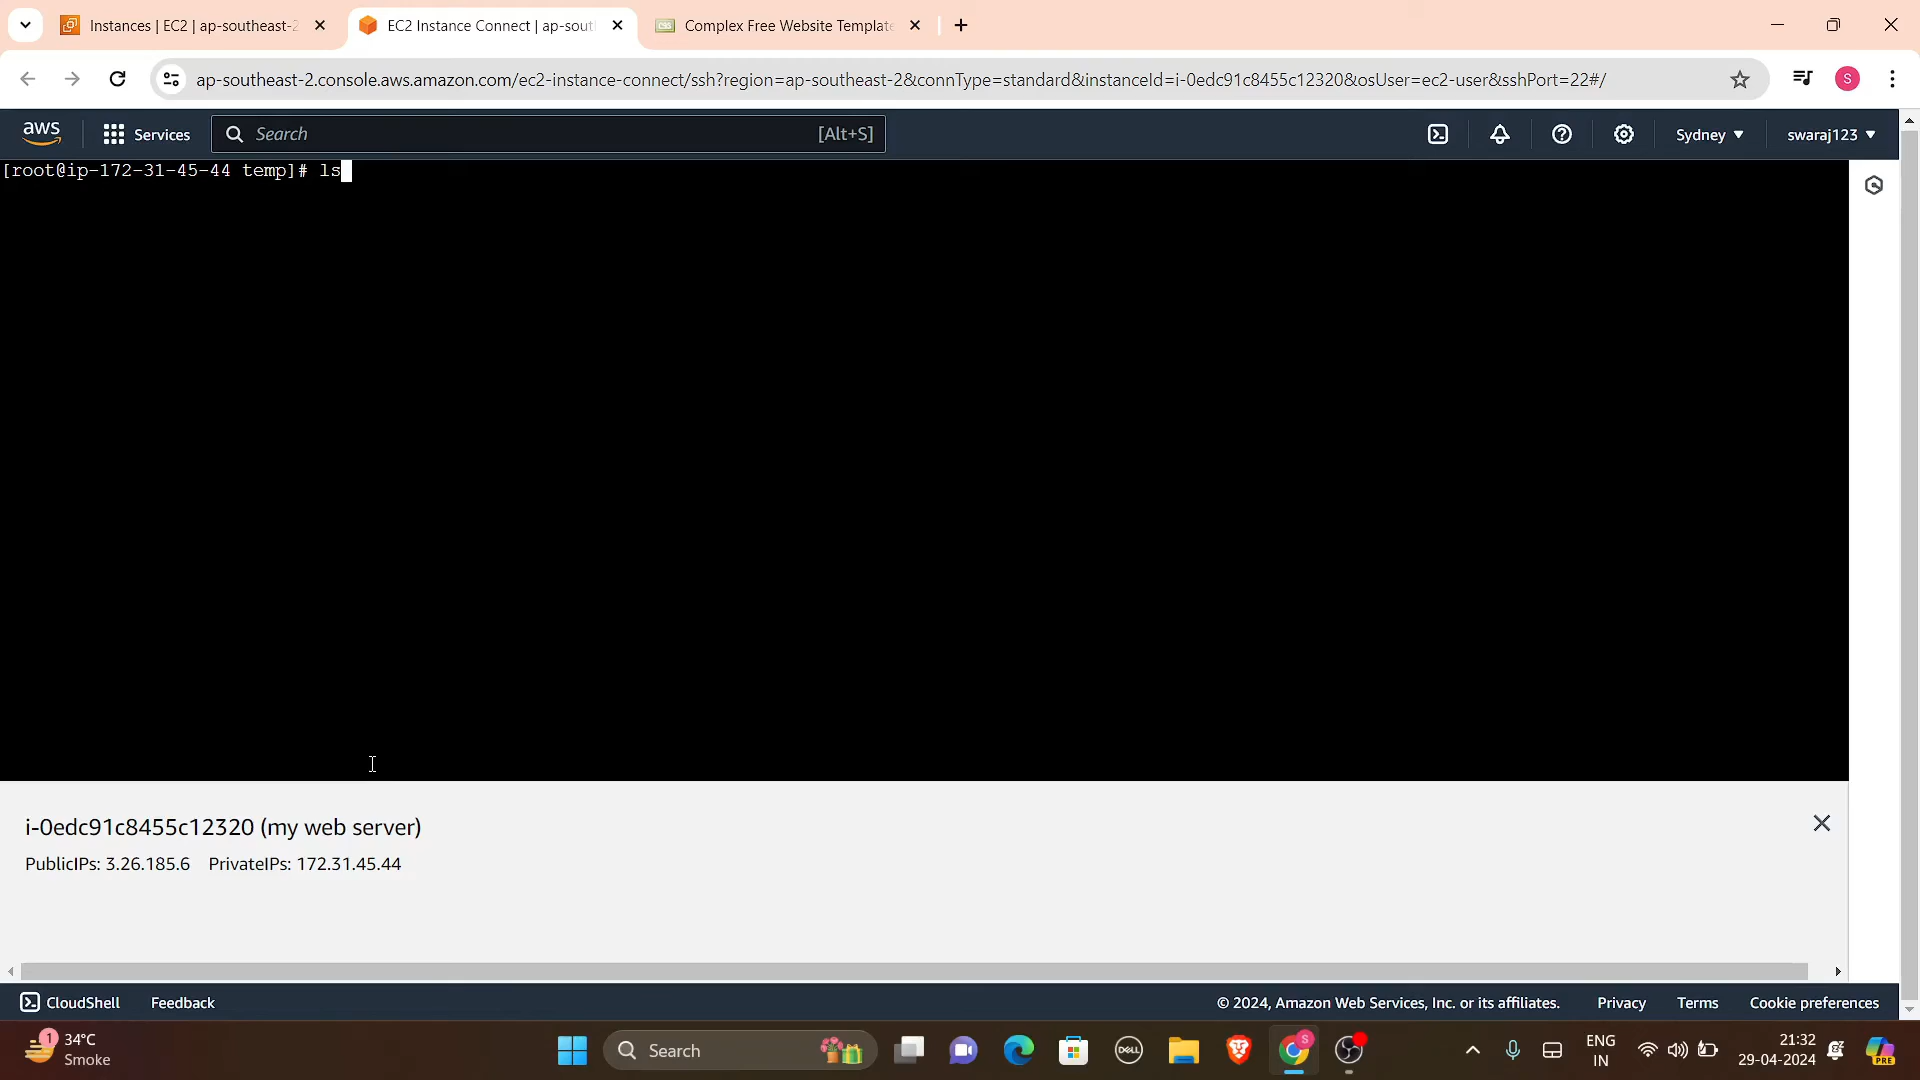 Instances | EC2 | ap-southeast-2
EC2 Instance Connect | ap-sout
Complex Free Website Template
ap-southeast-2.console.aws.amazon.com/ec2-instance-connect/ssh?region=ap-southeast-2&connType=standard&instanceId=i-0edc91c8455c12320&osUser=ec2-user&sshPort=22#/
S
aws
Services
Search
[Alt+S]
Sydney
swaraj123
[root@ip-172-31-45-44 temp]# ls
i-0edc91c8455c12320 (my web server)
PublicIPs: 3.26.185.6 PrivateIPs: 172.31.45.44
CloudShell
Feedback
© 2024, Amazon Web Services, Inc. or its affiliates.
Privacy
Terms
Cookie preferences
1
34°C
Smoke
Search
DELL
S
ENG
IN
21:32
29-04-2024
PRE